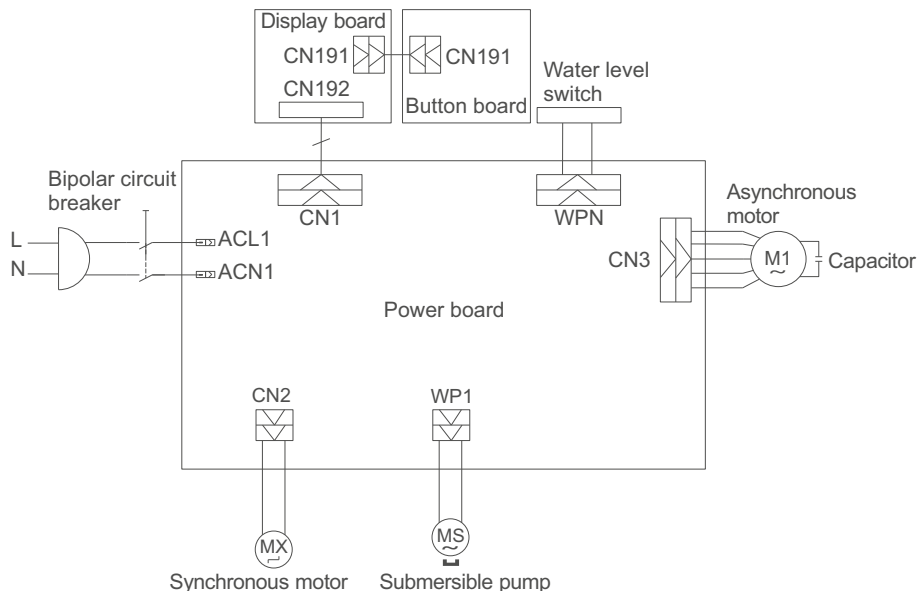 Display board
CN191
CN191
CN192
Button board
Water level
switch
Bipolar circuit
breaker
CN1
WPN
Asynchronous
motor
L
ACL1
N
ACN1
CN3
M1
~
Capacitor
Power board
CN2
WP1
MX
MS
~
Synchronous motor
Submersible pump